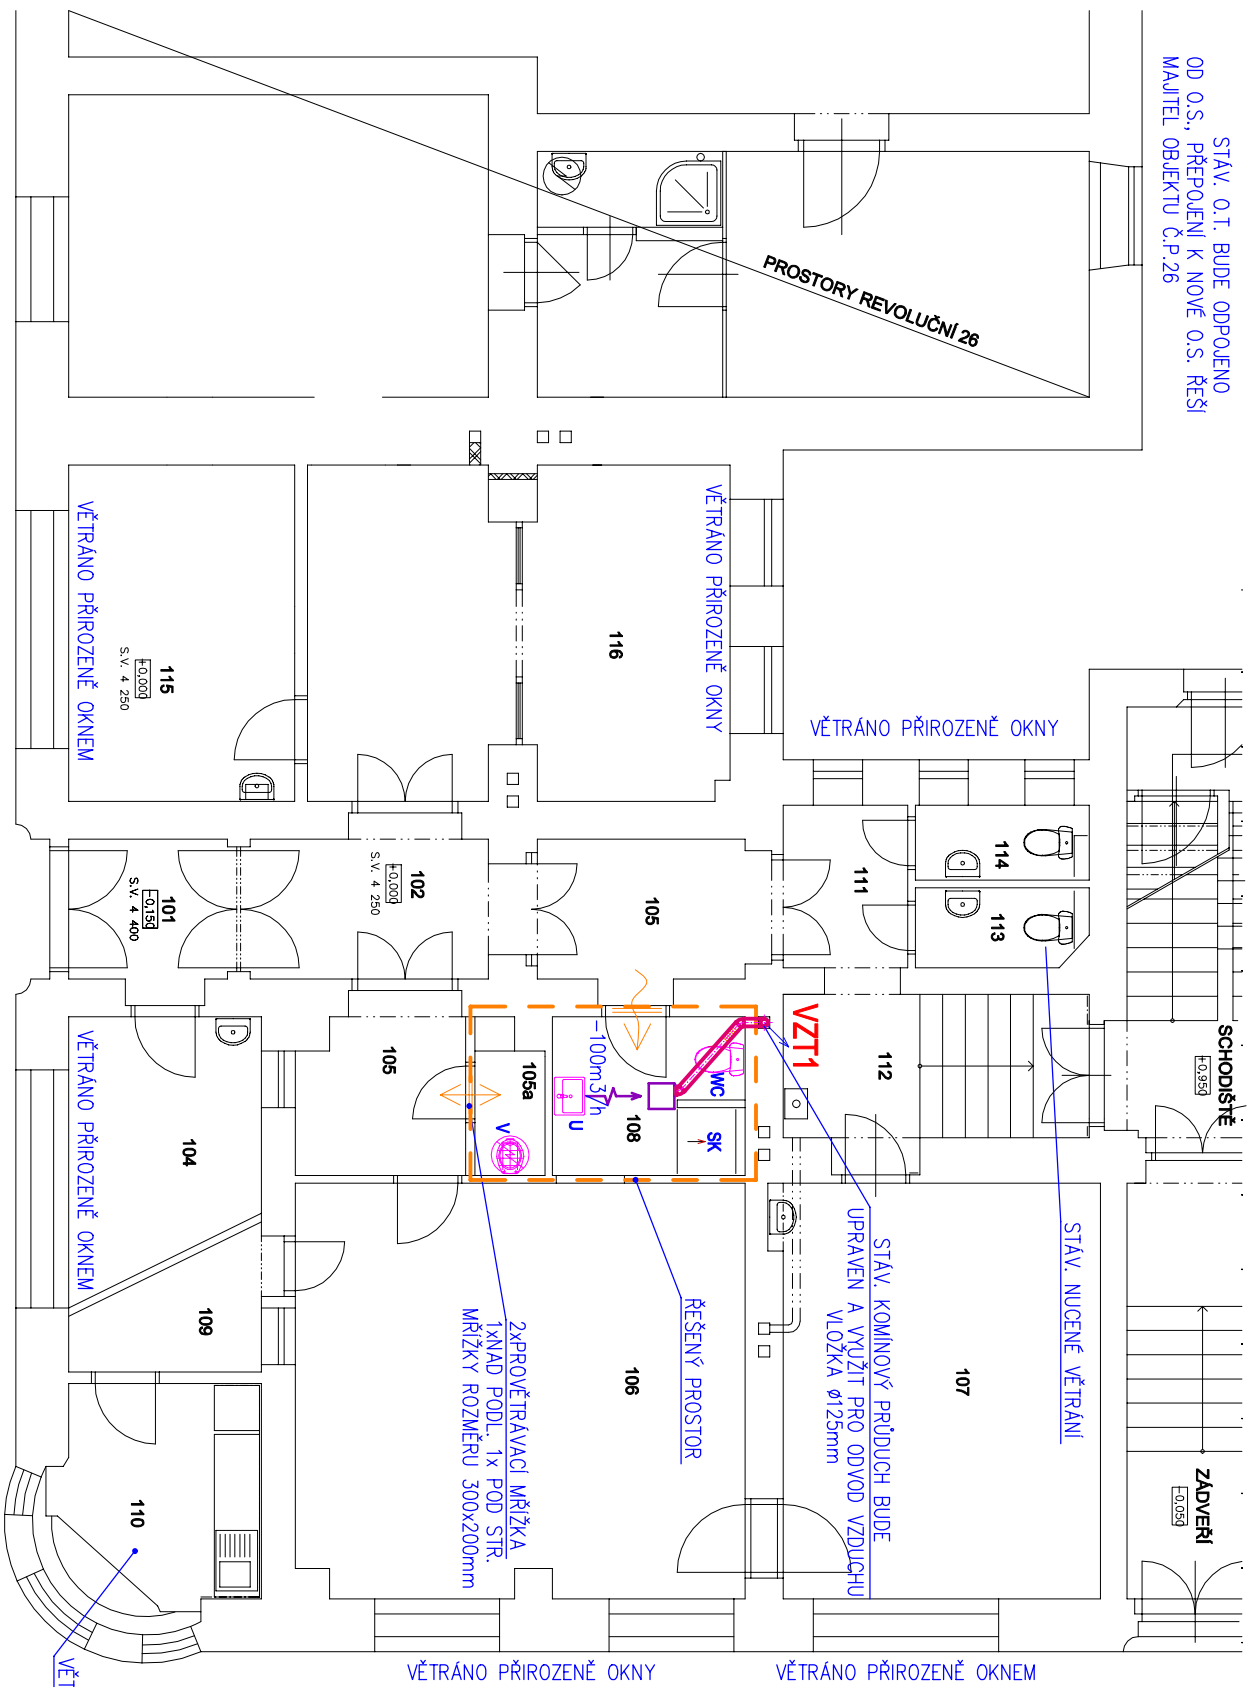 STÁV. O.T. BUDE ODPOJENO
OD O.S., PŘEPOJENÍ K NOVÉ O.S. ŘEŠÍ
MAJITEL OBJEKTU Č.P.26
PROSTORY REVOLUČNÍ 26
VĚTRÁNO PŘIROZENĚ OKNY
116
VĚTRÁNO PŘIROZENĚ OKNEM
115
±0,000
S.V. 4 250
VĚTRÁNO PŘIROZENĚ OKNY
114
113
111
105
102
±0,000
S.V. 4 250
101
-0,150
S.V. 4 400
SCHODIŠTĚ
+0,950
VZT1
112
WC
SK
-100m3/h
108
U
105a
V
105
104
VĚTRÁNO PŘIROZENĚ OKNEM
109
STÁV. NUCENÉ VĚTRÁNÍ
STÁV. KOMÍNOVÝ PRŮDUCH BUDE
UPRAVEN A VYUŽIT PRO ODVOD VZDUCHU
VLOŽKA ø125mm
ŘEŠENÝ PROSTOR
2xPROVĚTRÁVACÍ MŘÍŽKA
1xNAD PODL. 1x POD STR.
MŘÍŽKY ROZMĚRU 300x200mm
107
106
ZÁDVEŘÍ
-0,050
110
VĚT
VĚTRÁNO PŘIROZENĚ OKNY
VĚTRÁNO PŘIROZENĚ OKNEM